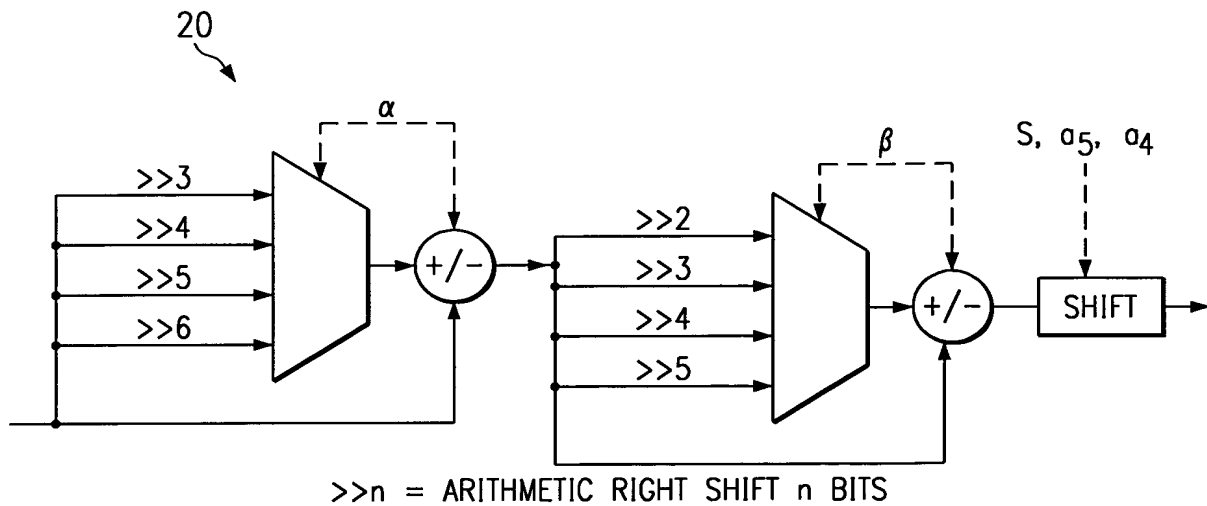 20
α
β
S, a5, a4
>>3
>>4
>>5
>>6
+/-
>>2
>>3
>>4
>>5
+/-
SHIFT
>>n = ARITHMETIC RIGHT SHIFT n BITS